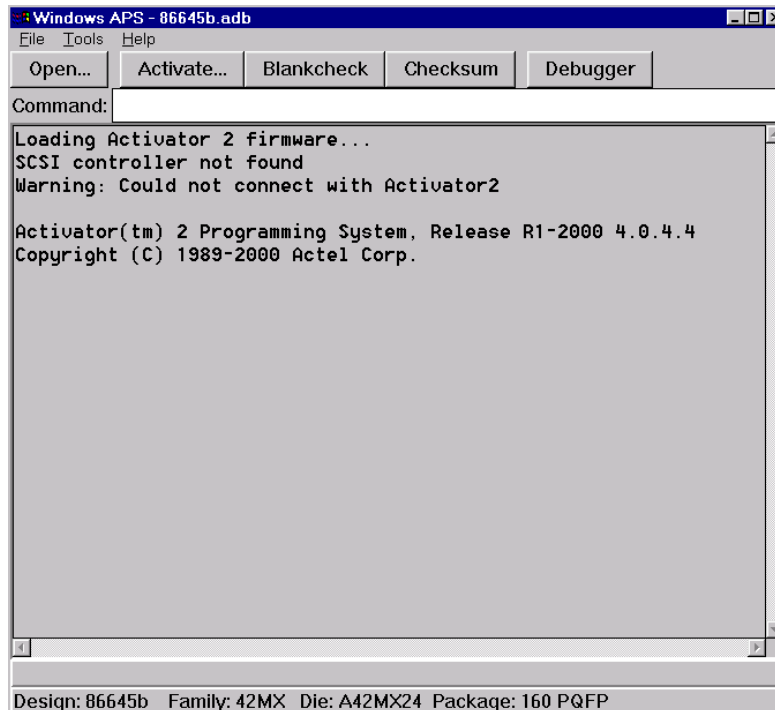 Windows APS - 86645b.adb
File Tools Help
Open... Activate... Blankcheck Checksum Debugger
Command:
Loading Activator 2 firmware...
SCSI controller not found
Warning: Could not connect with Activator2
Activator(tm) 2 Programming System, Release R1-2000 4.0.4.4
Copyright (C) 1989-2000 Actel Corp.
Design: 86645b Family: 42MX Die: A42MX24 Package: 160 PQFP